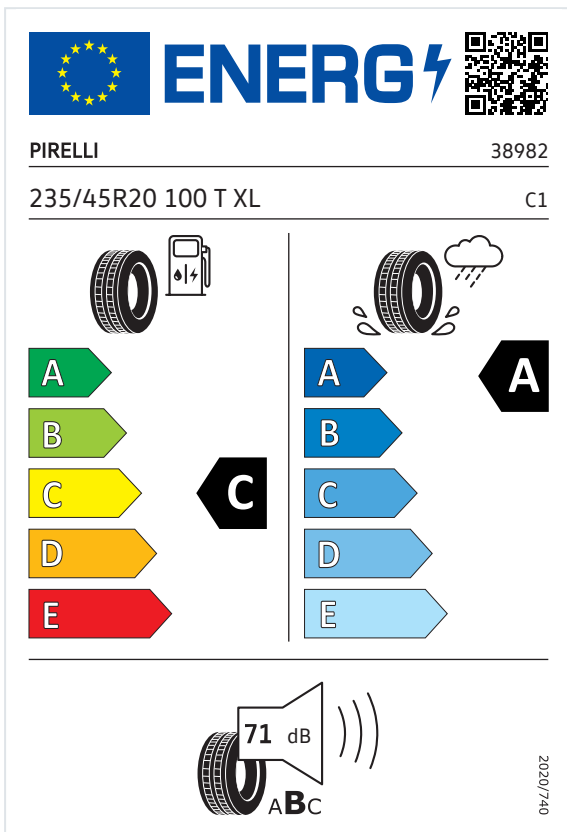 ENERG
PIRELLI 38982
235/45R20 100 T XL C1
A A A
B B
C C C
D D
E E
71 dB
ABC
2020/740